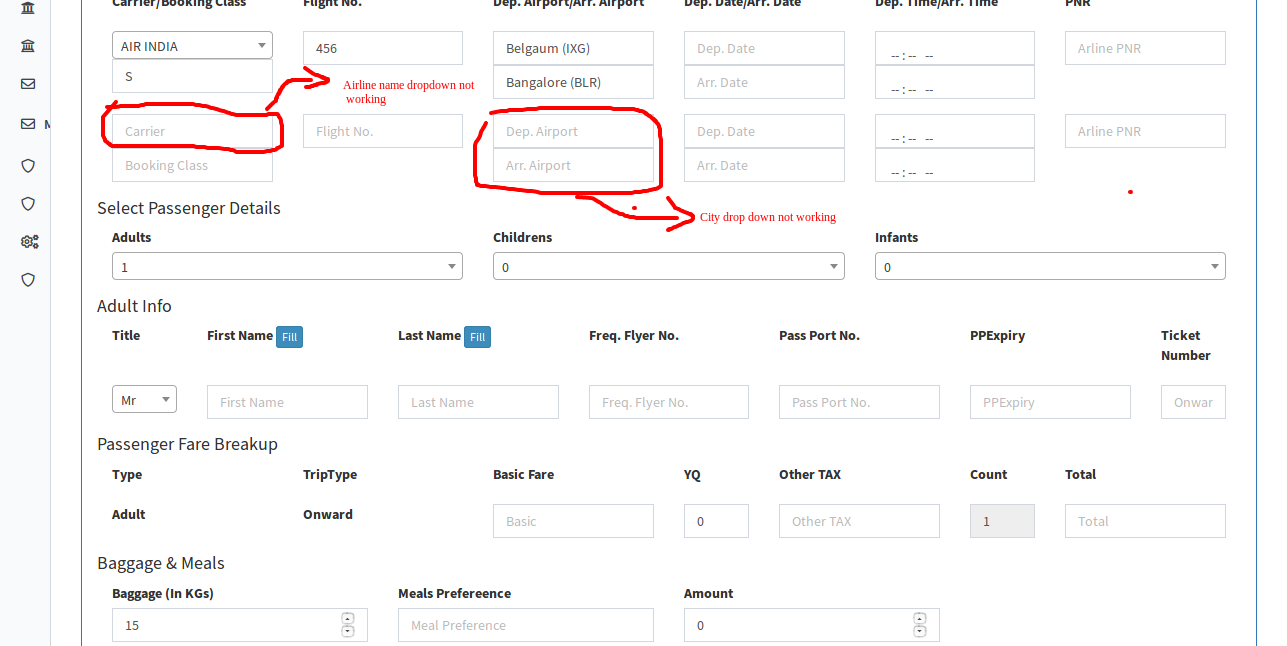 Carrier/Booking Class Flight No. Dep. Airport/Arr. Airport Dep. Date/Arr. Date Dep. Time/Arr. Time PNR
AIR INDIA 456 Belgaum (IXG) Dep. Date -- : -- -- Arline PNR
S Bangalore (BLR) Arr. Date -- : -- --
Airline name dropdown not
working
Carrier Flight No. Dep. Airport Dep. Date -- : -- -- Arline PNR
Booking Class Arr. Airport Arr. Date -- : -- --
Select Passenger Details
City drop down not working
Adults Childrens Infants
1 0 0
Adult Info
Title First Name Fill Last Name Fill Freq. Flyer No. Pass Port No. PPExpiry Ticket
Number
Mr First Name Last Name Freq. Flyer No. Pass Port No. PPExpiry Onwar
Passenger Fare Breakup
Type TripType Basic Fare YQ Other TAX Count Total
Adult Onward Basic 0 Other TAX 1 Total
Baggage & Meals
Baggage (In KGs) Meals Prefereence Amount
15 Meal Preference 0